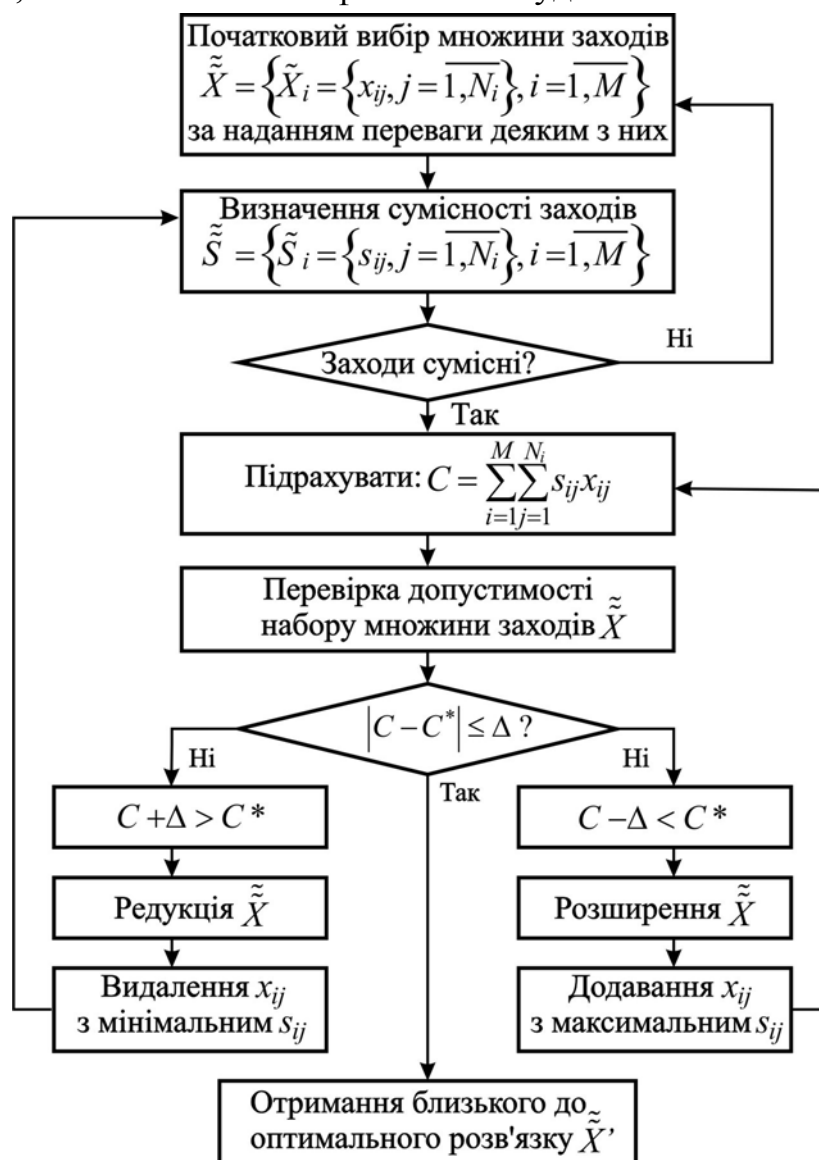 Початковий вибір множини заходів
X̃̃ = {X̃ᵢ = {xᵢⱼ, j = 1,Nᵢ}, i = 1,M}
за наданням переваги деяким з них
Визначення сумісності заходів
S̃̃ = {S̃ᵢ = {sᵢⱼ, j = 1,Nᵢ}, i = 1,M}
Заходи сумісні?
Ні
Так
Підрахувати: C = ∑_{i=1}^{M} ∑_{j=1}^{Nᵢ} sᵢⱼxᵢⱼ
Перевірка допустимості
набору множини заходів X̃̃
|C − C*| ≤ Δ ?
Ні
Ні
Так
C + Δ > C*
C − Δ < C*
Редукція X̃̃
Розширення X̃̃
Видалення xᵢⱼ
з мінімальним sᵢⱼ
Додавання xᵢⱼ
з максимальним sᵢⱼ
Отримання близького до
оптимального розв'язку X̃̃’